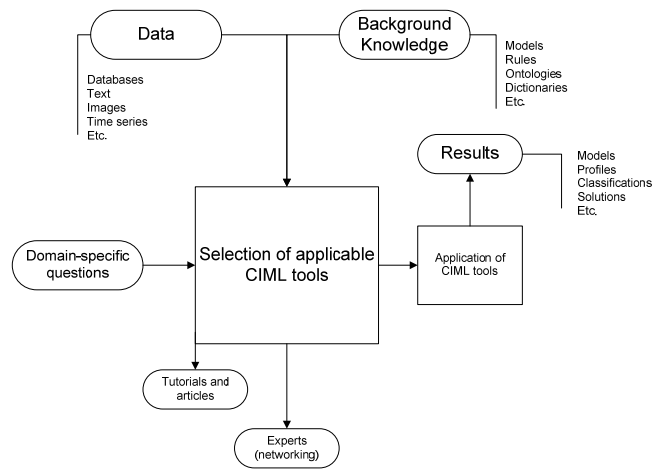 Data
Background
Knowledge
Databases
Text
Images
Time series
Etc.
Models
Rules
Ontologies
Dictionaries
Etc.
Results
Models
Profiles
Classifications
Solutions
Etc.
Domain-specific
questions
Selection of applicable
CIML tools
Application of
CIML tools
Tutorials and
articles
Experts
(networking)